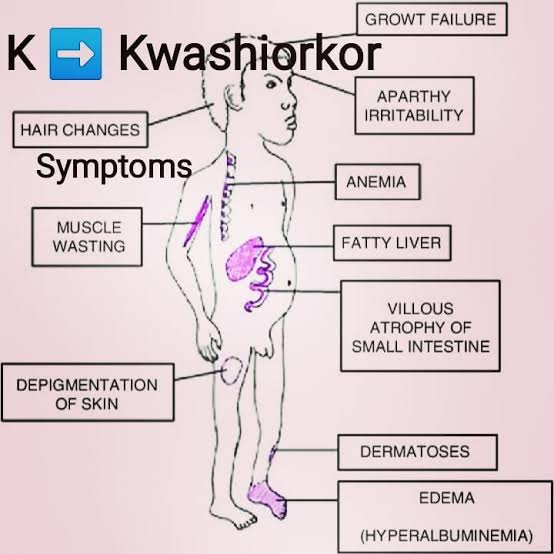 K ➡️ Kwashiorkor
GROWT FAILURE
APARTHY
IRRITABILITY
HAIR CHANGES
Symptoms
ANEMIA
MUSCLE
WASTING
FATTY LIVER
VILLOUS
ATROPHY OF
SMALL INTESTINE
DEPIGMENTATION
OF SKIN
DERMATOSES
EDEMA
(HYPERALBUMINEMIA)